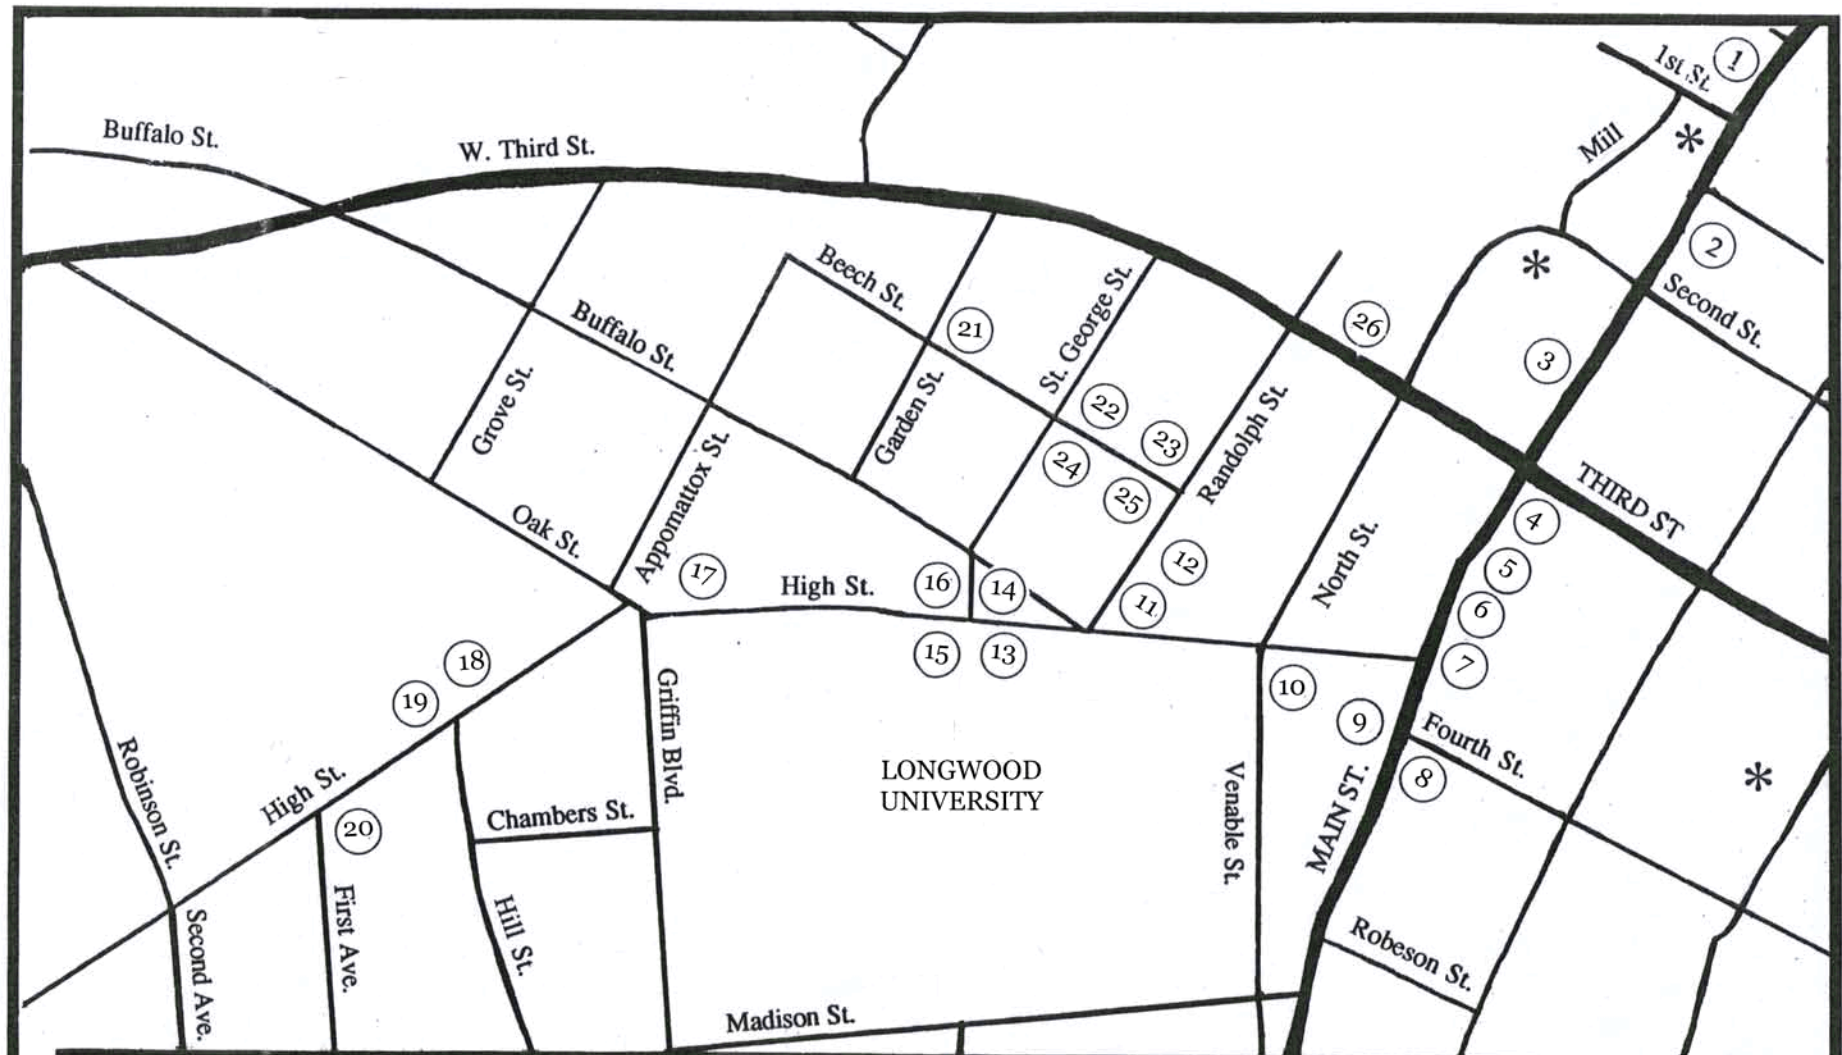 1st St.
1
Buffalo St.
W. Third St.
Mill
*
2
Beech St.
*
Second St.
St. George St.
21
26
Buffalo St.
3
Grove St.
Garden St.
22
23
Randolph St.
24
25
Appomattox St.
THIRD ST
4
Oak St.
North St.
17
High St.
16
14
12
11
5
6
15
13
7
18
19
Griffin Blvd.
10
9
Fourth St.
8
*
Robinson St.
High St.
LONGWOOD
UNIVERSITY
Venable St.
MAIN ST.
Chambers St.
20
First Ave.
Hill St.
Second Ave.
Robeson St.
Madison St.